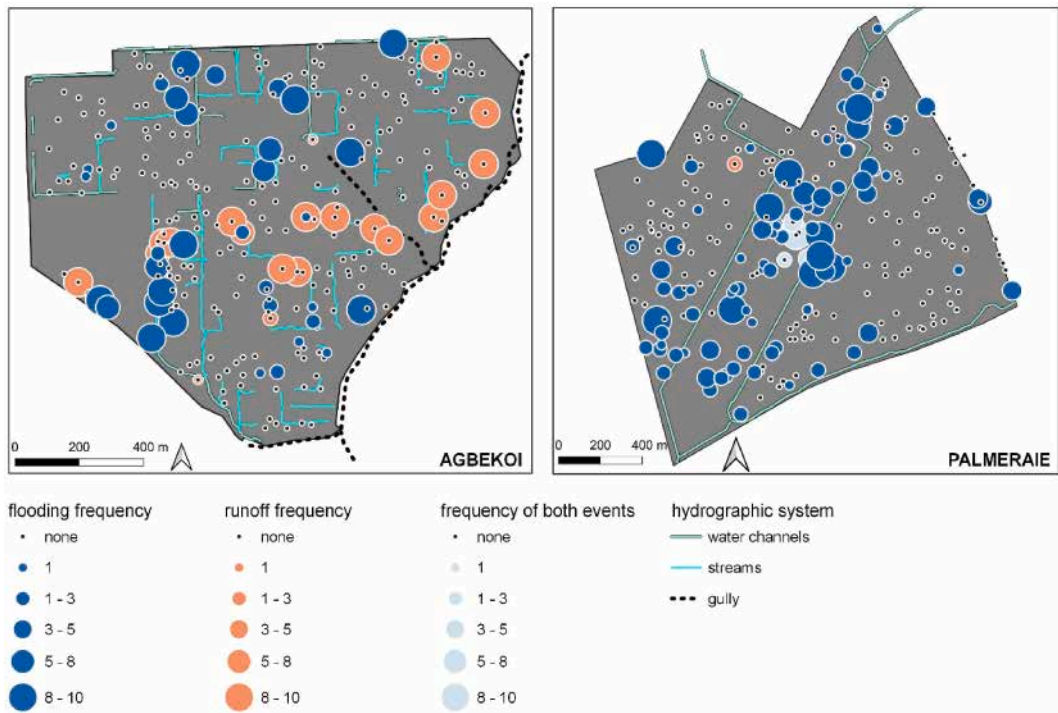 0 200 400 m
AGBEKOI
0 200 400 m
PALMERAIE
flooding frequency
none
1
1 - 3
3 - 5
5 - 8
8 - 10
runoff frequency
none
1
1 - 3
3 - 5
5 - 8
8 - 10
frequency of both events
none
1
1 - 3
3 - 5
5 - 8
8 - 10
hydrographic system
water channels
streams
gully